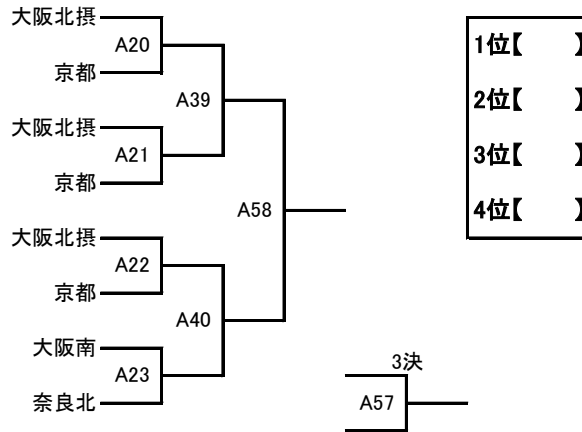 大阪北摂
A20
京都
A39
大阪北摂
A21
京都
A58
大阪北摂
A22
京都
A40
大阪南
A23
奈良北
3決
A57
1位【　　】
2位【　　】
3位【　　】
4位【　　】